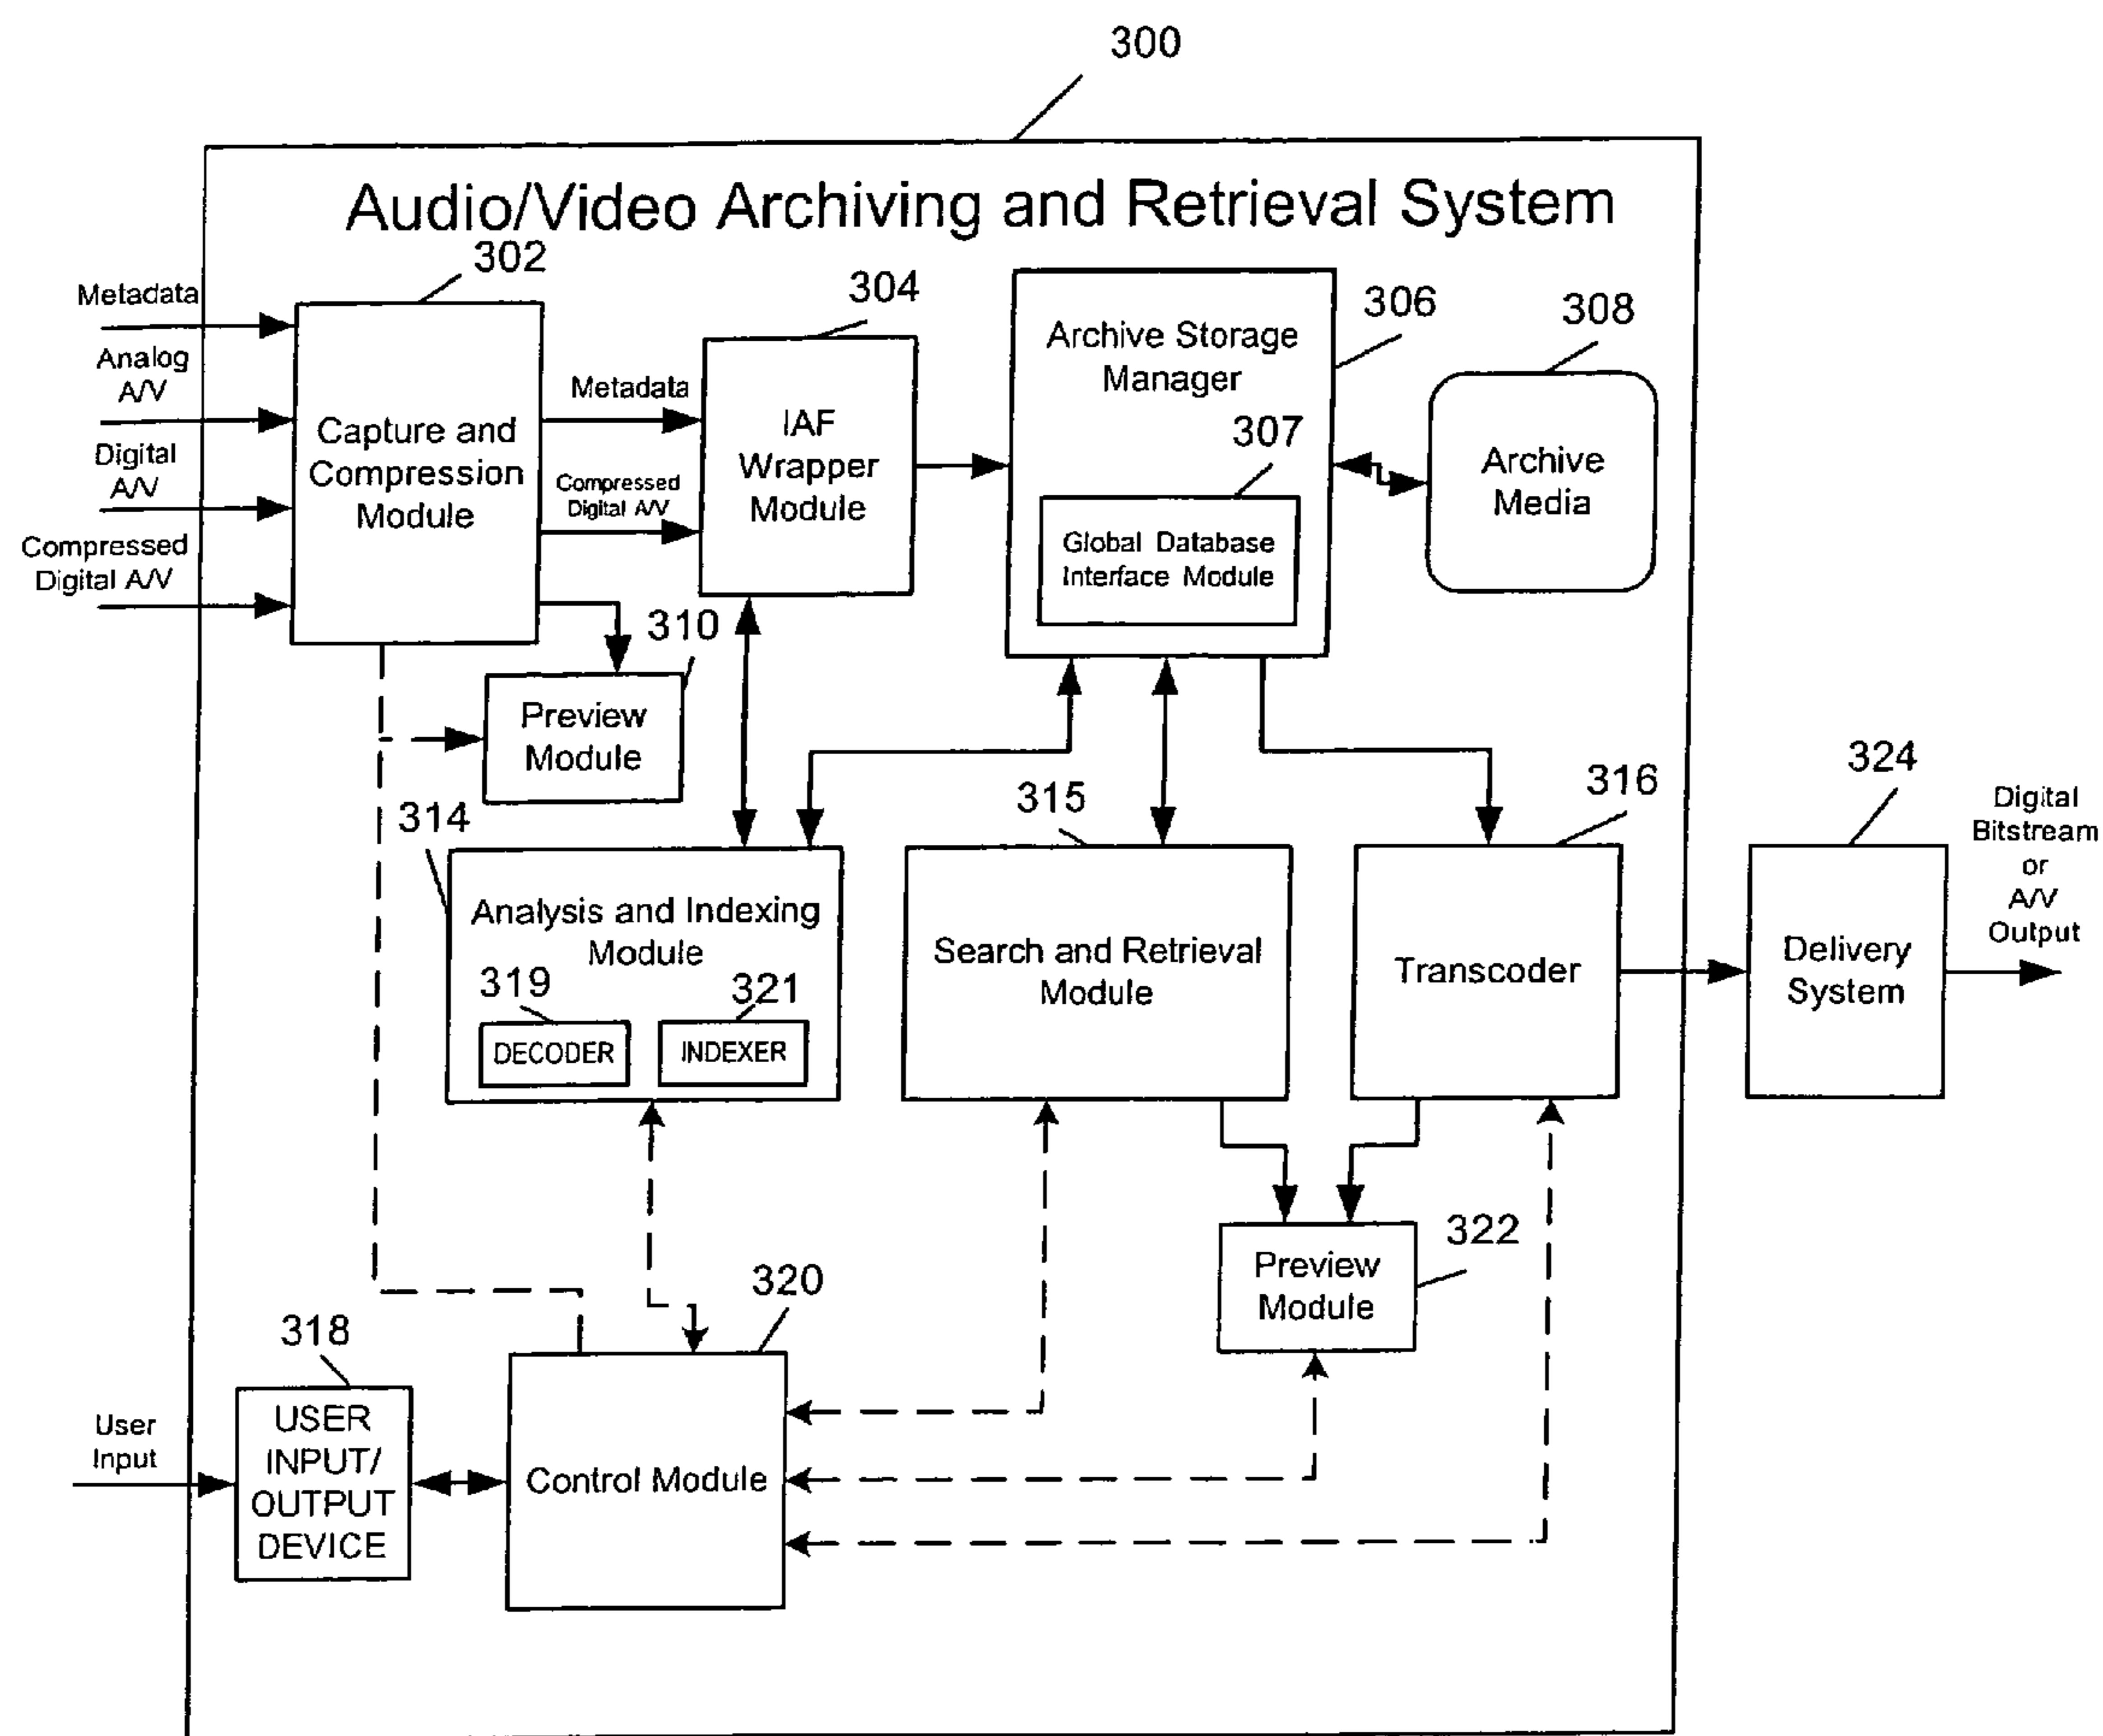 300
Audio/Video Archiving and Retrieval System
302
304
306
308
Metadata
Analog
A/V
Digital
A/V
Compressed
Digital A/V
Capture and
Compression
Module
Metadata
Compressed
Digital A/V
IAF
Wrapper
Module
Archive Storage
Manager
307
Global Database
Interface Module
Archive
Media
310
Preview
Module
314
315
316
324
Analysis and Indexing
Module
319
321
DECODER
INDEXER
Search and Retrieval
Module
Transcoder
Delivery
System
Digital
Bitstream
or
A/V
Output
322
Preview
Module
318
320
User
Input
USER
INPUT/
OUTPUT
DEVICE
Control Module